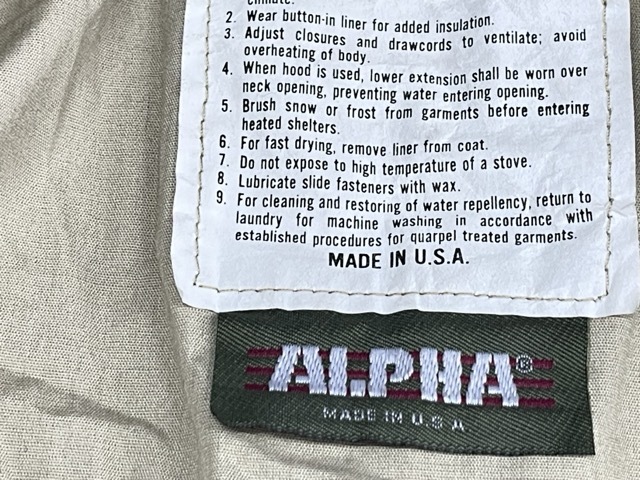 climate.
2. Wear button-in liner for added insulation.
3. Adjust closures and drawcords to ventilate; avoid
overheating of body.
4. When hood is used, lower extension shall be worn over
neck opening, preventing water entering opening.
5. Brush snow or frost from garments before entering
heated shelters.
6. For fast drying, remove liner from coat.
7. Do not expose to high temperature of a stove.
8. Lubricate slide fasteners with wax.
9. For cleaning and restoring of water repellency, return to
laundry for machine washing in accordance with
established procedures for quarpel treated garments.
MADE IN U.S.A.
ALPHA®
MADE IN U.S.A